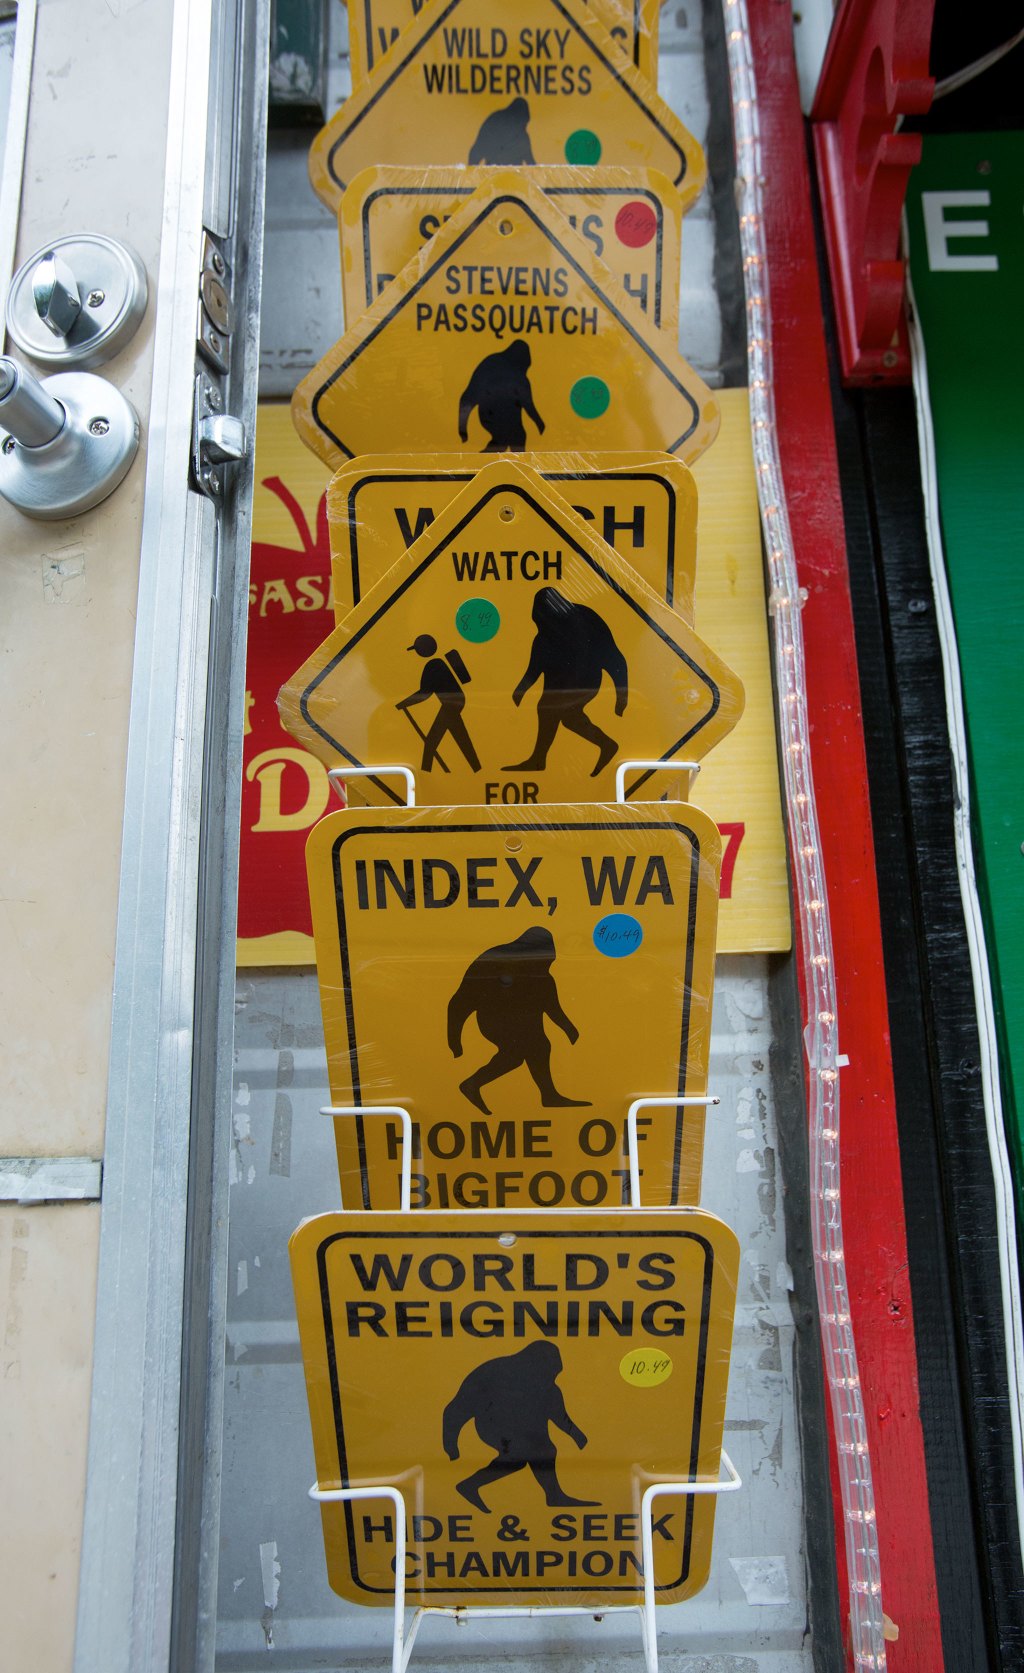 WILD SKY
WILDERNESS
10.49
STEVENS
PASSQUATCH
WATCH
8.49
FOR
INDEX, WA
$10.49
HOME OF
BIGFOOT
WORLD'S
REIGNING
10.49
HIDE & SEEK
CHAMPION
E
D
7